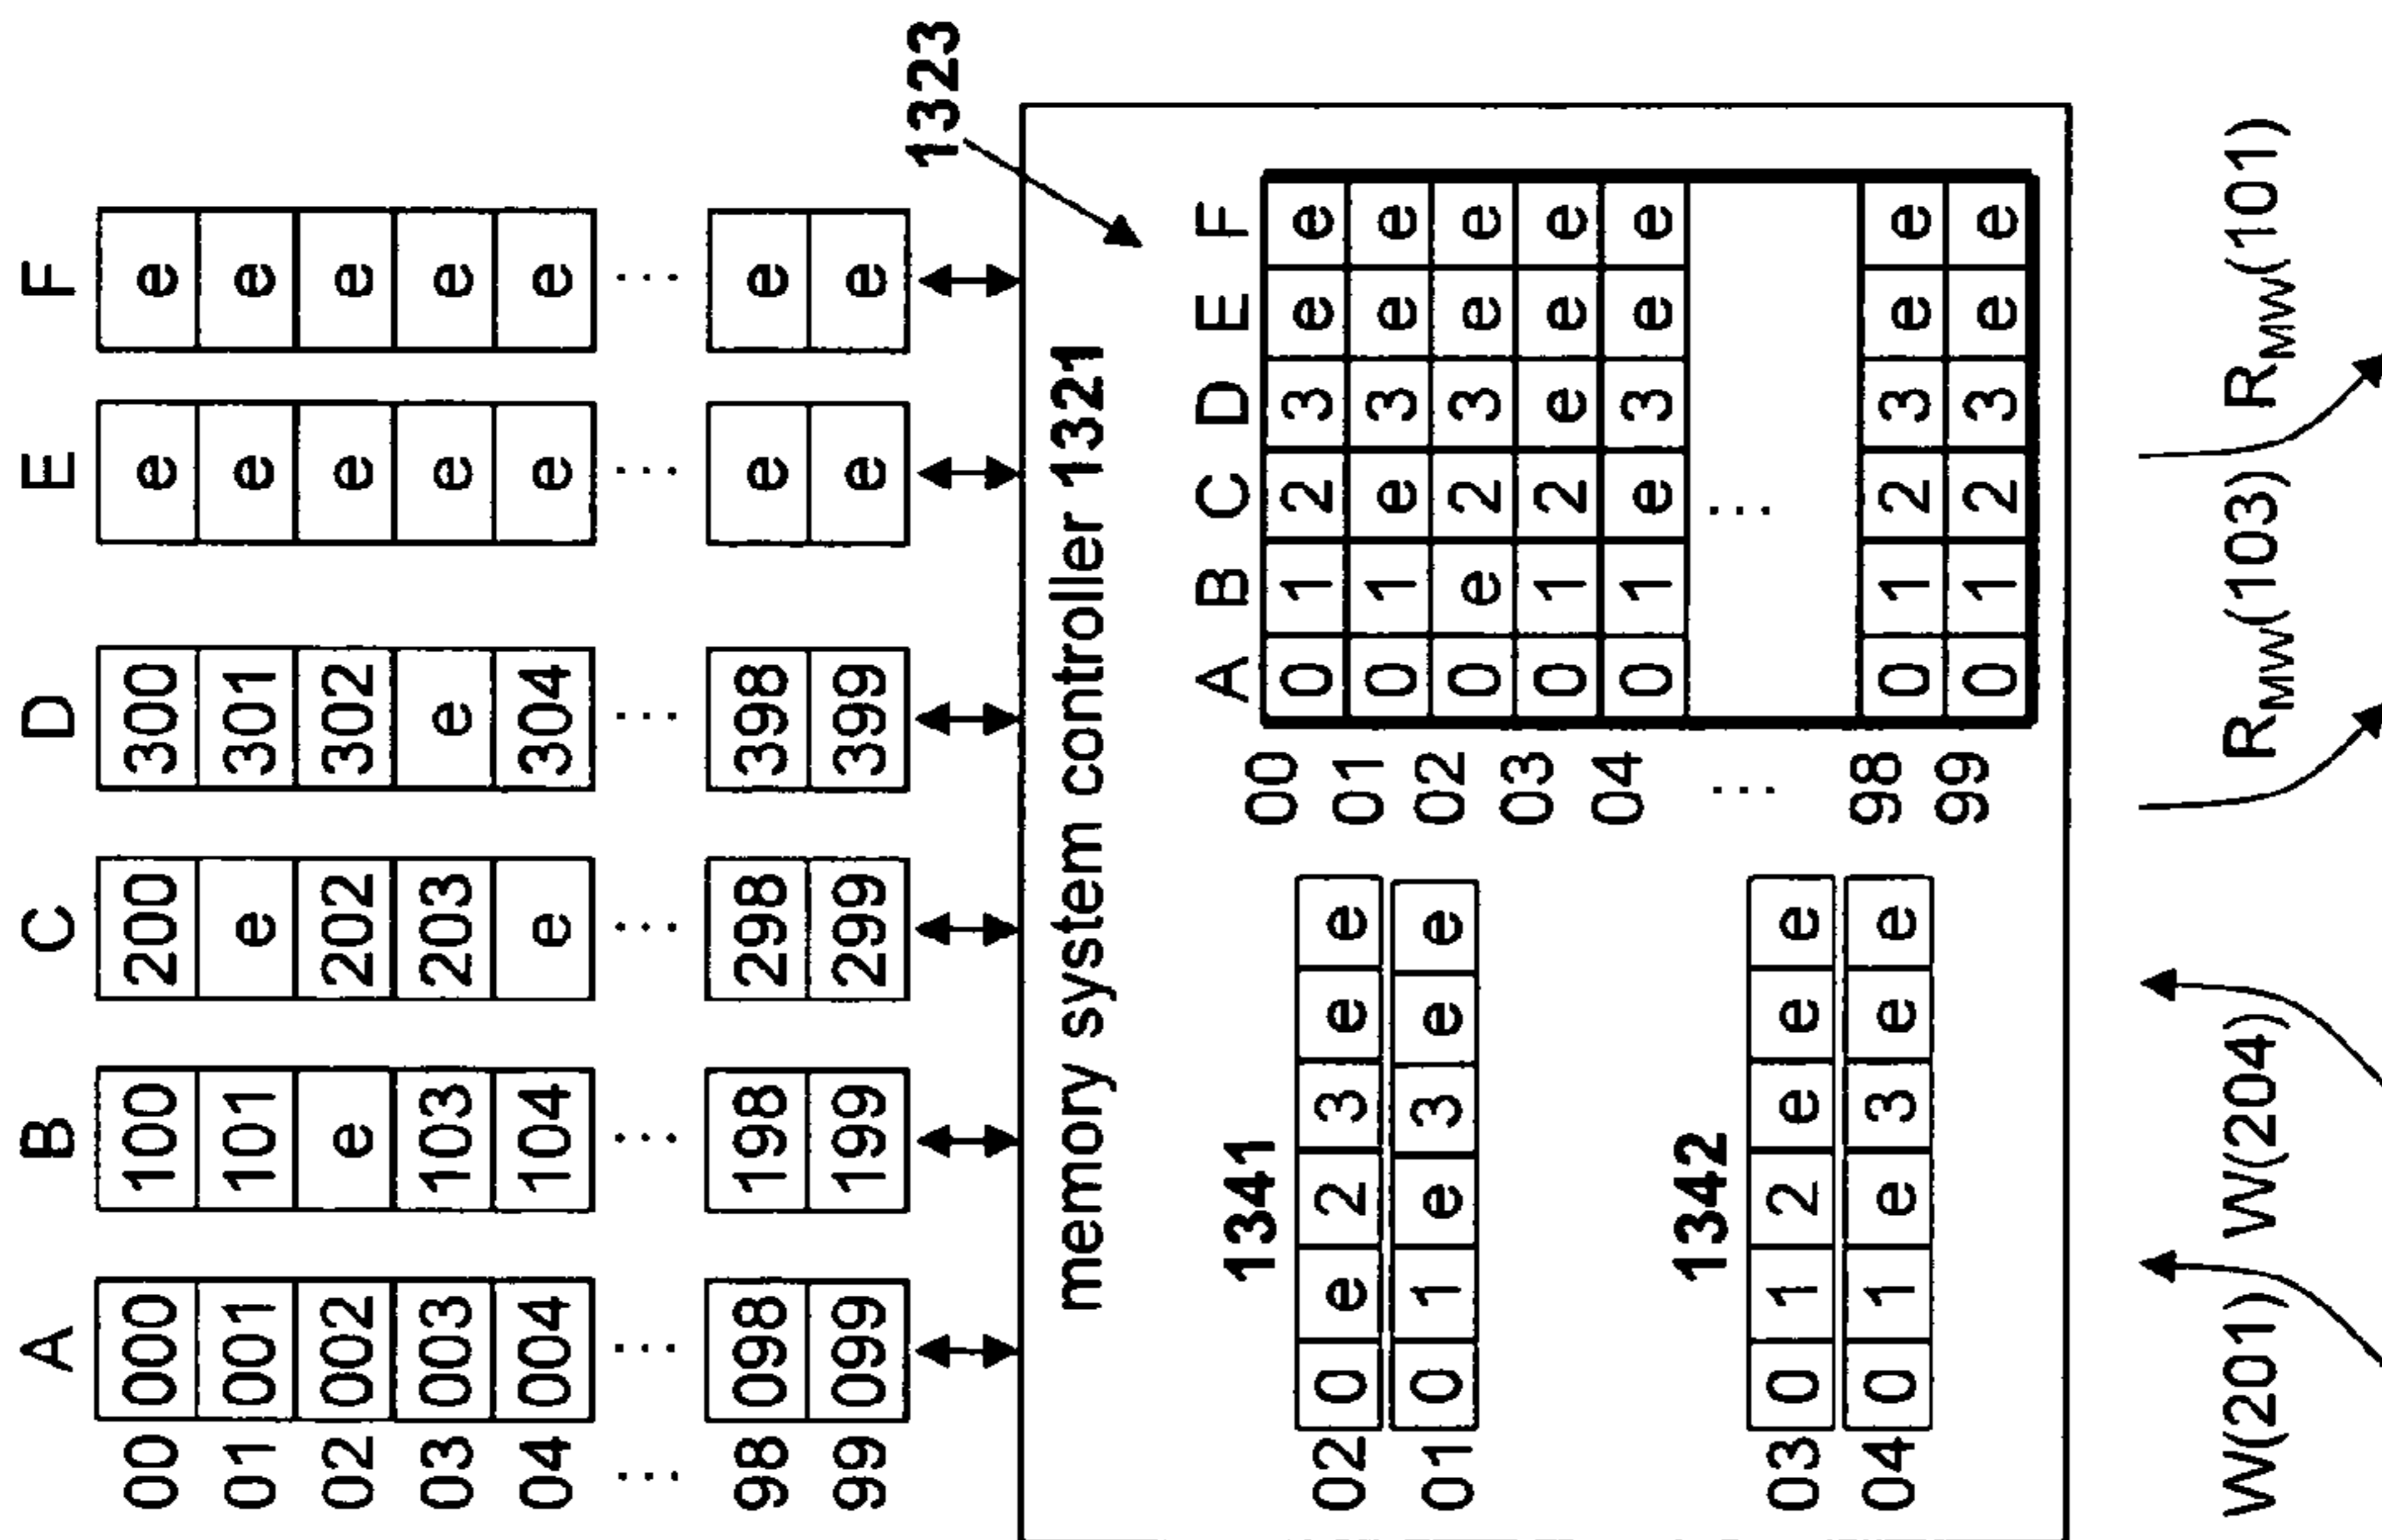 A B C D E F
00 000 100 200 300 e e
01 001 101 e 301 e e
02 002 e 202 302 e e
03 003 103 203 e e e
04 004 104 e 304 e e
... ... ... ... ... ... ...
98 098 198 298 398 e e
99 099 199 299 399 e e
1323
memory system controller 1321
1341
02 0 e 2 3 e e
01 0 1 e 3 e e
1342
03 0 1 2 e e e
04 0 1 e 3 e e
A B C D E F
00 0 1 2 3 e e
01 0 1 e 3 e e
02 0 e 2 3 e e
03 0 1 2 e e e
04 0 1 e 3 e e
... ...
98 0 1 2 3 e e
99 0 1 2 3 e e
W(201) W(204) RMW(103) RMW(101)